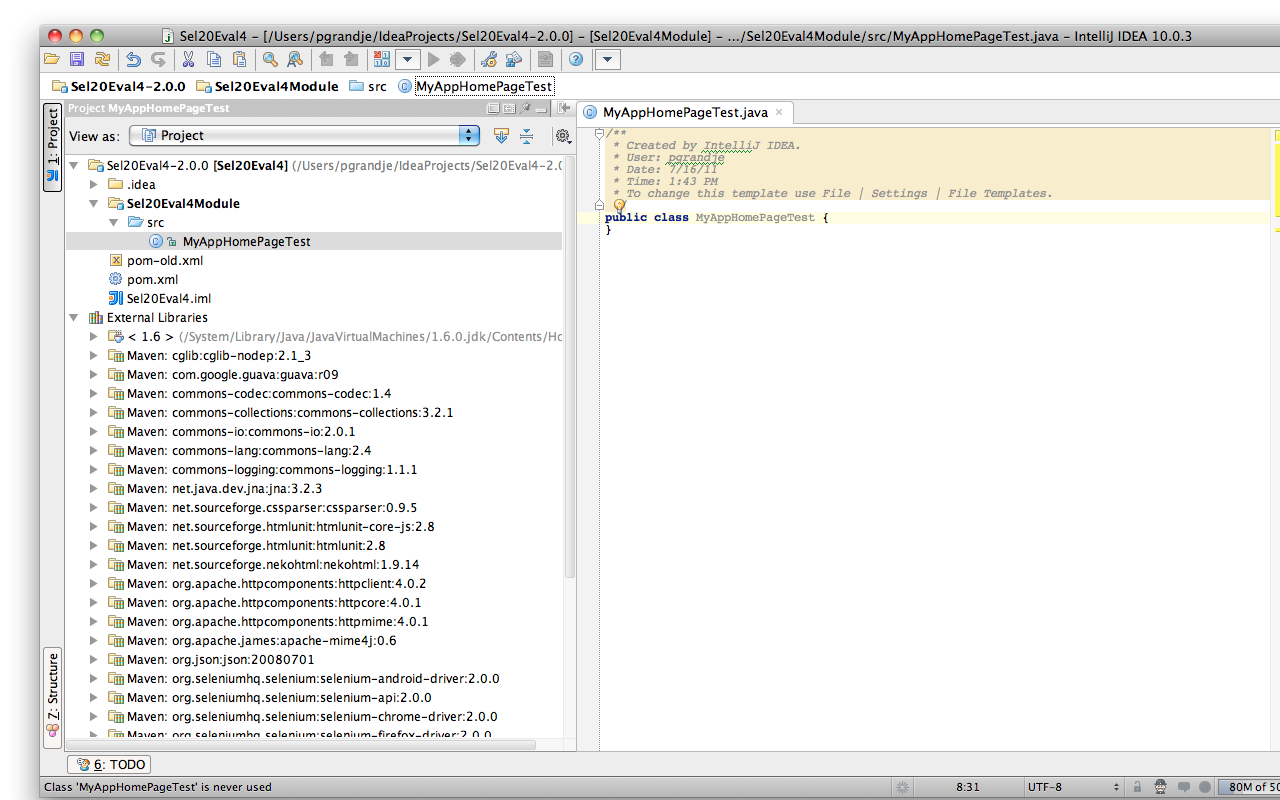 Sel20Eval4 – [/Users/pgrandje/IdeaProjects/Sel20Eval4-2.0.0] – [Sel20Eval4Module] – .../Sel20Eval4Module/src/MyAppHomePageTest.java – IntelliJ IDEA 10.0.3
Sel20Eval4-2.0.0 Sel20Eval4Module src MyAppHomePageTest
1: Project
Project MyAppHomePageTest
View as: Project
Sel20Eval4-2.0.0 [Sel20Eval4] (/Users/pgrandje/IdeaProjects/Sel20Eval4-2.0.
.idea
Sel20Eval4Module
src
MyAppHomePageTest
pom-old.xml
pom.xml
Sel20Eval4.iml
External Libraries
< 1.6 > (/System/Library/Java/JavaVirtualMachines/1.6.0.jdk/Contents/Ho
Maven: cglib:cglib-nodep:2.1_3
Maven: com.google.guava:guava:r09
Maven: commons-codec:commons-codec:1.4
Maven: commons-collections:commons-collections:3.2.1
Maven: commons-io:commons-io:2.0.1
Maven: commons-lang:commons-lang:2.4
Maven: commons-logging:commons-logging:1.1.1
Maven: net.java.dev.jna:jna:3.2.3
Maven: net.sourceforge.cssparser:cssparser:0.9.5
Maven: net.sourceforge.htmlunit:htmlunit-core-js:2.8
Maven: net.sourceforge.htmlunit:htmlunit:2.8
Maven: net.sourceforge.nekohtml:nekohtml:1.9.14
Maven: org.apache.httpcomponents:httpclient:4.0.2
Maven: org.apache.httpcomponents:httpcore:4.0.1
Maven: org.apache.httpcomponents:httpmime:4.0.1
Maven: org.apache.james:apache-mime4j:0.6
Maven: org.json:json:20080701
Maven: org.seleniumhq.selenium:selenium-android-driver:2.0.0
Maven: org.seleniumhq.selenium:selenium-api:2.0.0
Maven: org.seleniumhq.selenium:selenium-chrome-driver:2.0.0
Maven: org.seleniumhq.selenium:selenium-firefox-driver:2.0.0
Z: Structure
MyAppHomePageTest.java
/**
* Created by IntelliJ IDEA.
* User: pgrandje
* Date: 7/16/11
* Time: 1:43 PM
* To change this template use File | Settings | File Templates.
/
public class MyAppHomePageTest {
}
6: TODO
Class 'MyAppHomePageTest' is never used
8:31
UTF-8
80M of 50